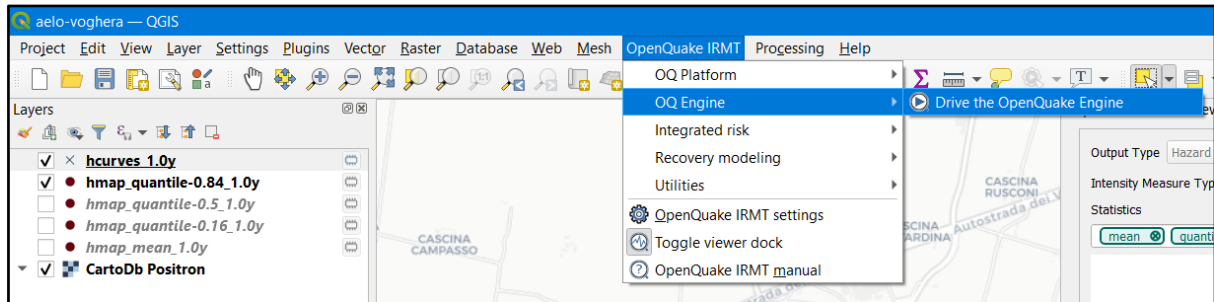 aelo-voghera — QGIS
Project Edit View Layer Settings Plugins Vector Raster Database Web Mesh OpenQuake IRMT Processing Help
OQ Platform
OQ Engine
Drive the OpenQuake Engine
Integrated risk
Recovery modeling
Utilities
OpenQuake IRMT settings
Toggle viewer dock
OpenQuake IRMT manual
Layers
hcurves_1.0y
hmap_quantile-0.84_1.0y
hmap_quantile-0.5_1.0y
hmap_quantile-0.16_1.0y
hmap_mean_1.0y
CartoDb Positron
CASCINA
CAMPASSO
CASCINA
RUSCONI
Autostrada dei
Output Type Hazard
Intensity Measure Typ
Statistics
mean quanti